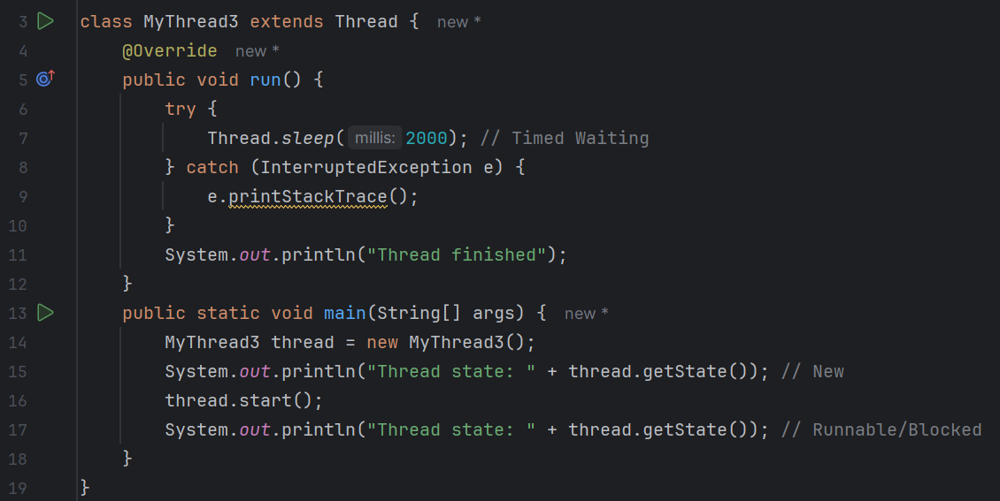 3 class MyThread3 extends Thread { new *
4     @Override new *
5     public void run() {
6         try {
7             Thread.sleep( millis: 2000); // Timed Waiting
8         } catch (InterruptedException e) {
9             e.printStackTrace();
10         }
11         System.out.println("Thread finished");
12     }
13     public static void main(String[] args) { new *
14         MyThread3 thread = new MyThread3();
15         System.out.println("Thread state: " + thread.getState()); // New
16         thread.start();
17         System.out.println("Thread state: " + thread.getState()); // Runnable/Blocked
18     }
19 }